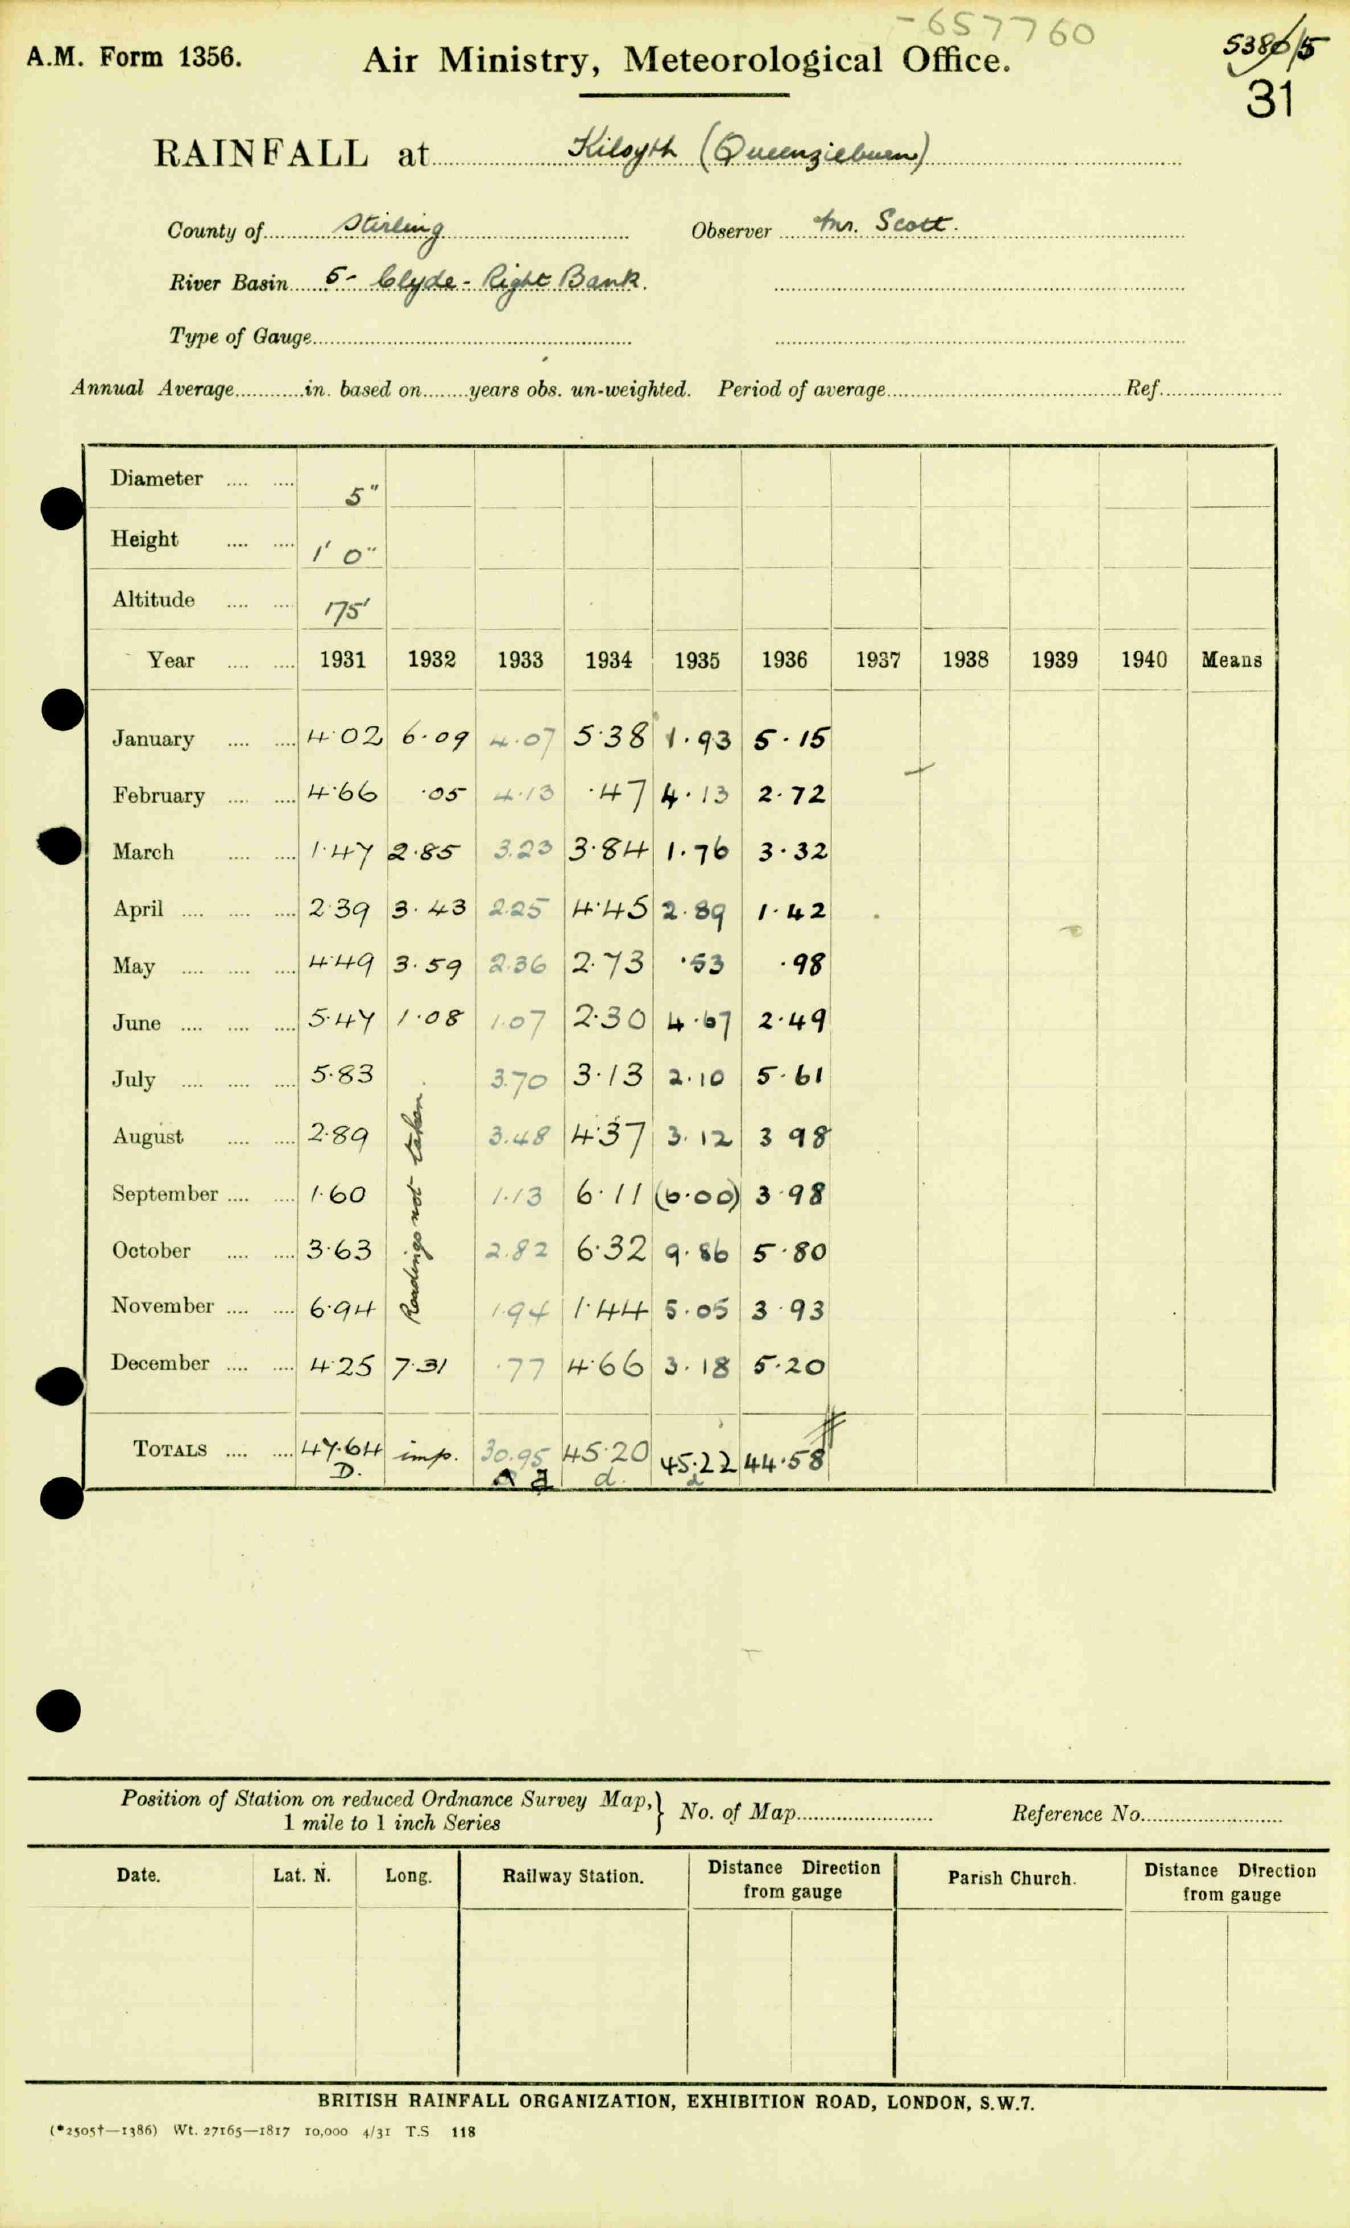 -657760
A.M. Form 1356. Air Ministry, Meteorological Office. 5386/5
31
RAINFALL at Kilsyth (Queenzieburn)
County of Stirling Observer Mr. Scott.
River Basin 5- Clyde - Right Bank.
Type of Gauge
Annual Average in. based on years obs. un-weighted. Period of average Ref.
Diameter 5"
Height 1' 0"
Altitude 175'
Year 1931 1932 1933 1934 1935 1936 1937 1938 1939 1940 Means
January 4.02 6.09 4.07 5.38 1.93 5.15
February 4.66 .05 4.13 .47 4.13 2.72
March 1.47 2.85 3.23 3.84 1.76 3.32
April 2.39 3.43 2.25 4.45 2.89 1.42
May 4.49 3.59 2.36 2.73 .53 .98
June 5.47 1.08 1.07 2.30 4.67 2.49
July 5.83 3.70 3.13 2.10 5.61
August 2.89 3.48 4.37 3.12 3 98
September 1.60 1.13 6.11 (6.00) 3.98
October 3.63 2.82 6.32 9.86 5.80
November 6.94 1.94 1.44 5.05 3.93
December 4.25 7.31 .77 4.66 3.18 5.20
Readings not taken
TOTALS 47.64 imp. 30.95 45.20 45.22 44.58
D. d. d
Position of Station on reduced Ordnance Survey Map, } No. of Map Reference No.
1 mile to 1 inch Series
Date. Lat. N. Long. Railway Station. Distance Direction Parish Church. Distance Direction
from gauge from gauge
BRITISH RAINFALL ORGANIZATION, EXHIBITION ROAD, LONDON, S.W.7.
(*2505†—1386) Wt. 27165—1817 10,000 4/31 T.S 118